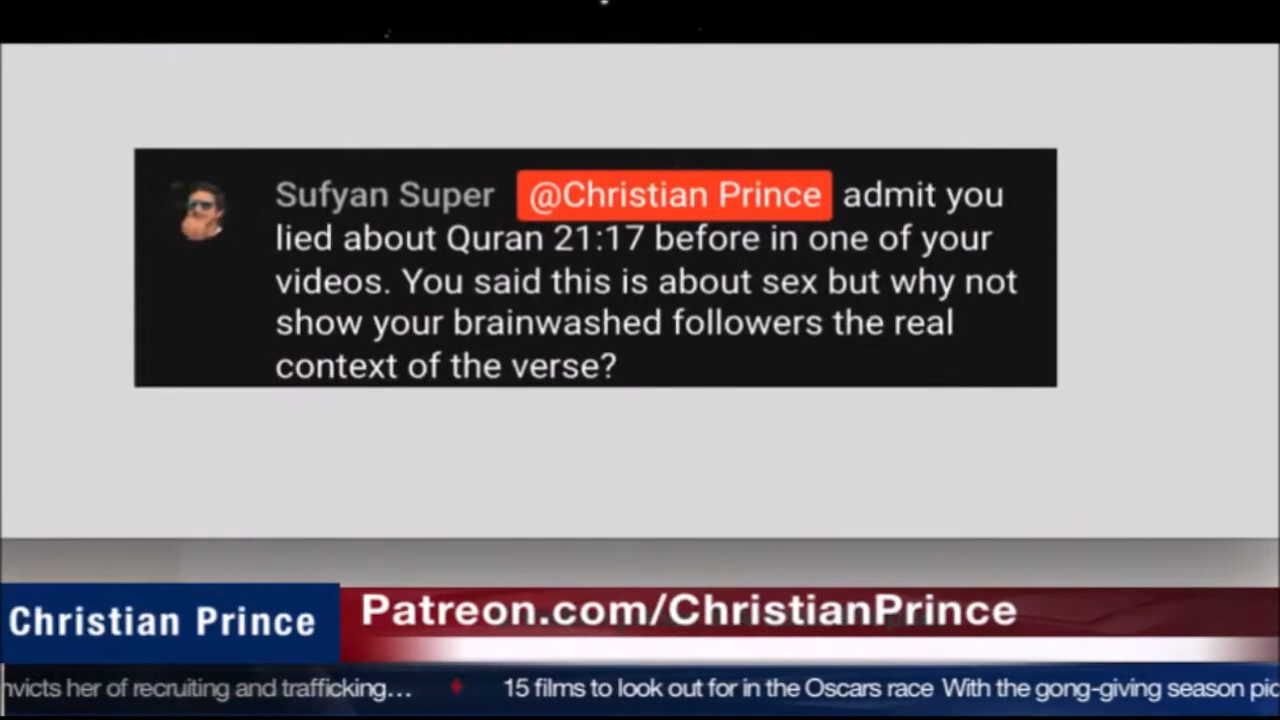 Sufyan Super @Christian Prince admit you
lied about Quran 21:17 before in one of your
videos. You said this is about sex but why not
show your brainwashed followers the real
context of the verse?
Christian Prince
Patreon.com/ChristianPrince
her of recruiting and trafficking... 15 films to look out for in the Oscars race With the gong-giving season